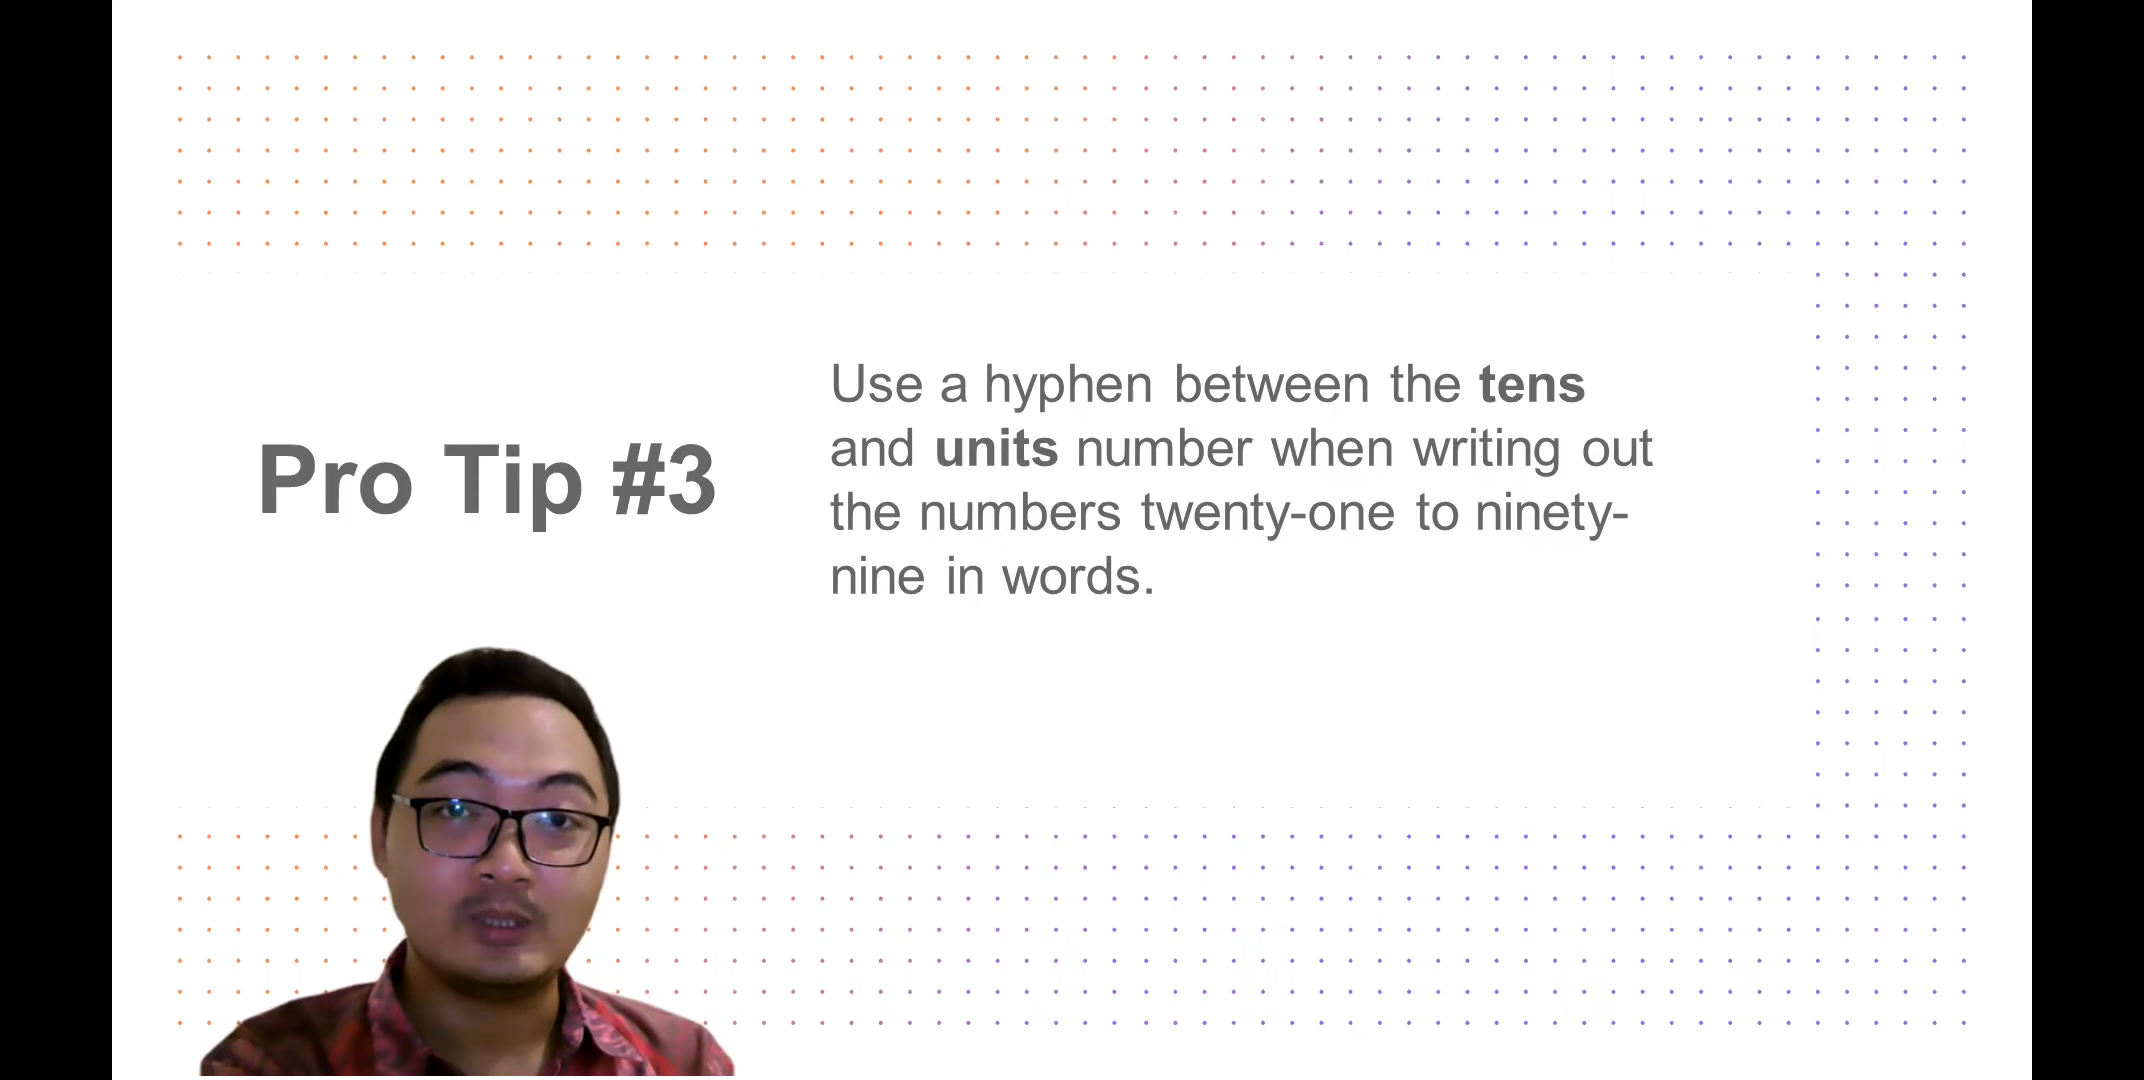 Pro Tip #3
Use a hyphen between the tens
and units number when writing out
the numbers twenty-one to ninety-
nine in words.